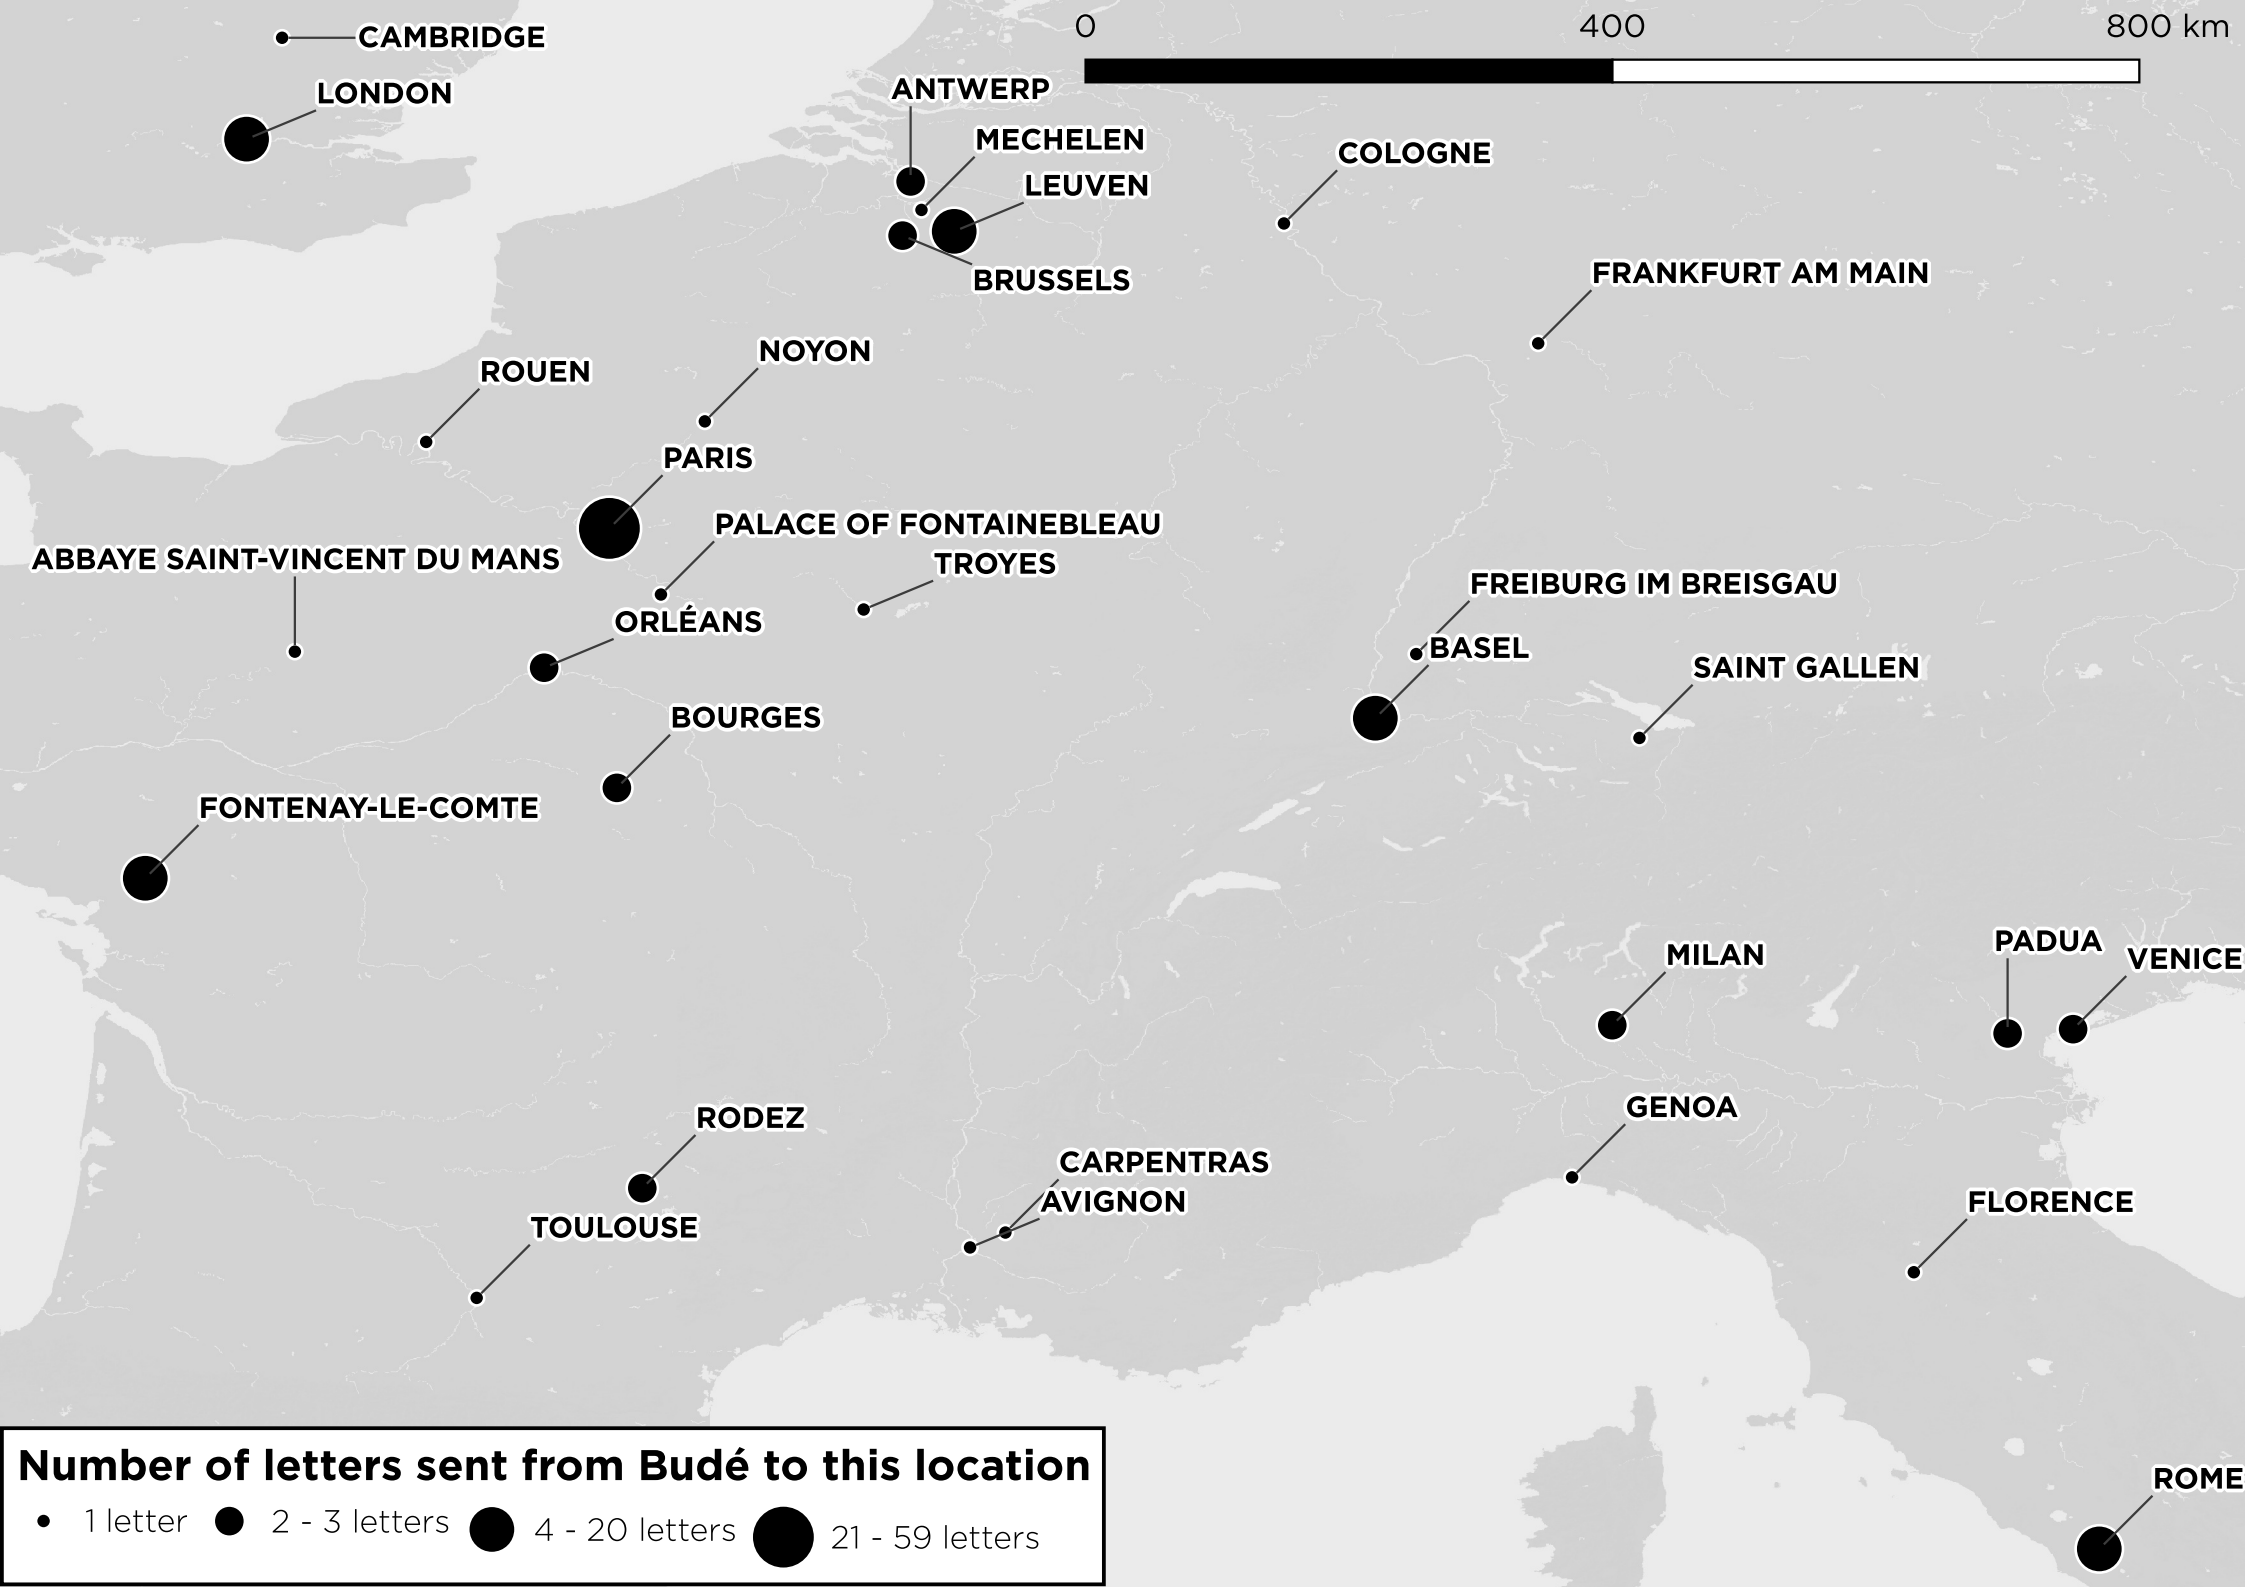 0 400 800 km
CAMBRIDGE
LONDON
ANTWERP
MECHELEN
COLOGNE
LEUVEN
BRUSSELS
FRANKFURT AM MAIN
NOYON
ROUEN
PARIS
PALACE OF FONTAINEBLEAU
ABBAYE SAINT-VINCENT DU MANS
TROYES
FREIBURG IM BREISGAU
ORLÉANS
BASEL
SAINT GALLEN
BOURGES
FONTENAY-LE-COMTE
PADUA
MILAN
VENICE
GENOA
RODEZ
CARPENTRAS
AVIGNON
FLORENCE
TOULOUSE
ROME
Number of letters sent from Budé to this location
1 letter 2 - 3 letters 4 - 20 letters 21 - 59 letters